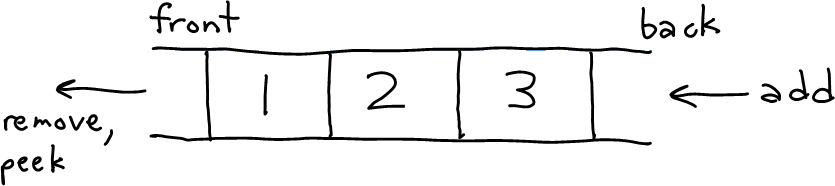 front
back
1 2 3
add
remove,
peek